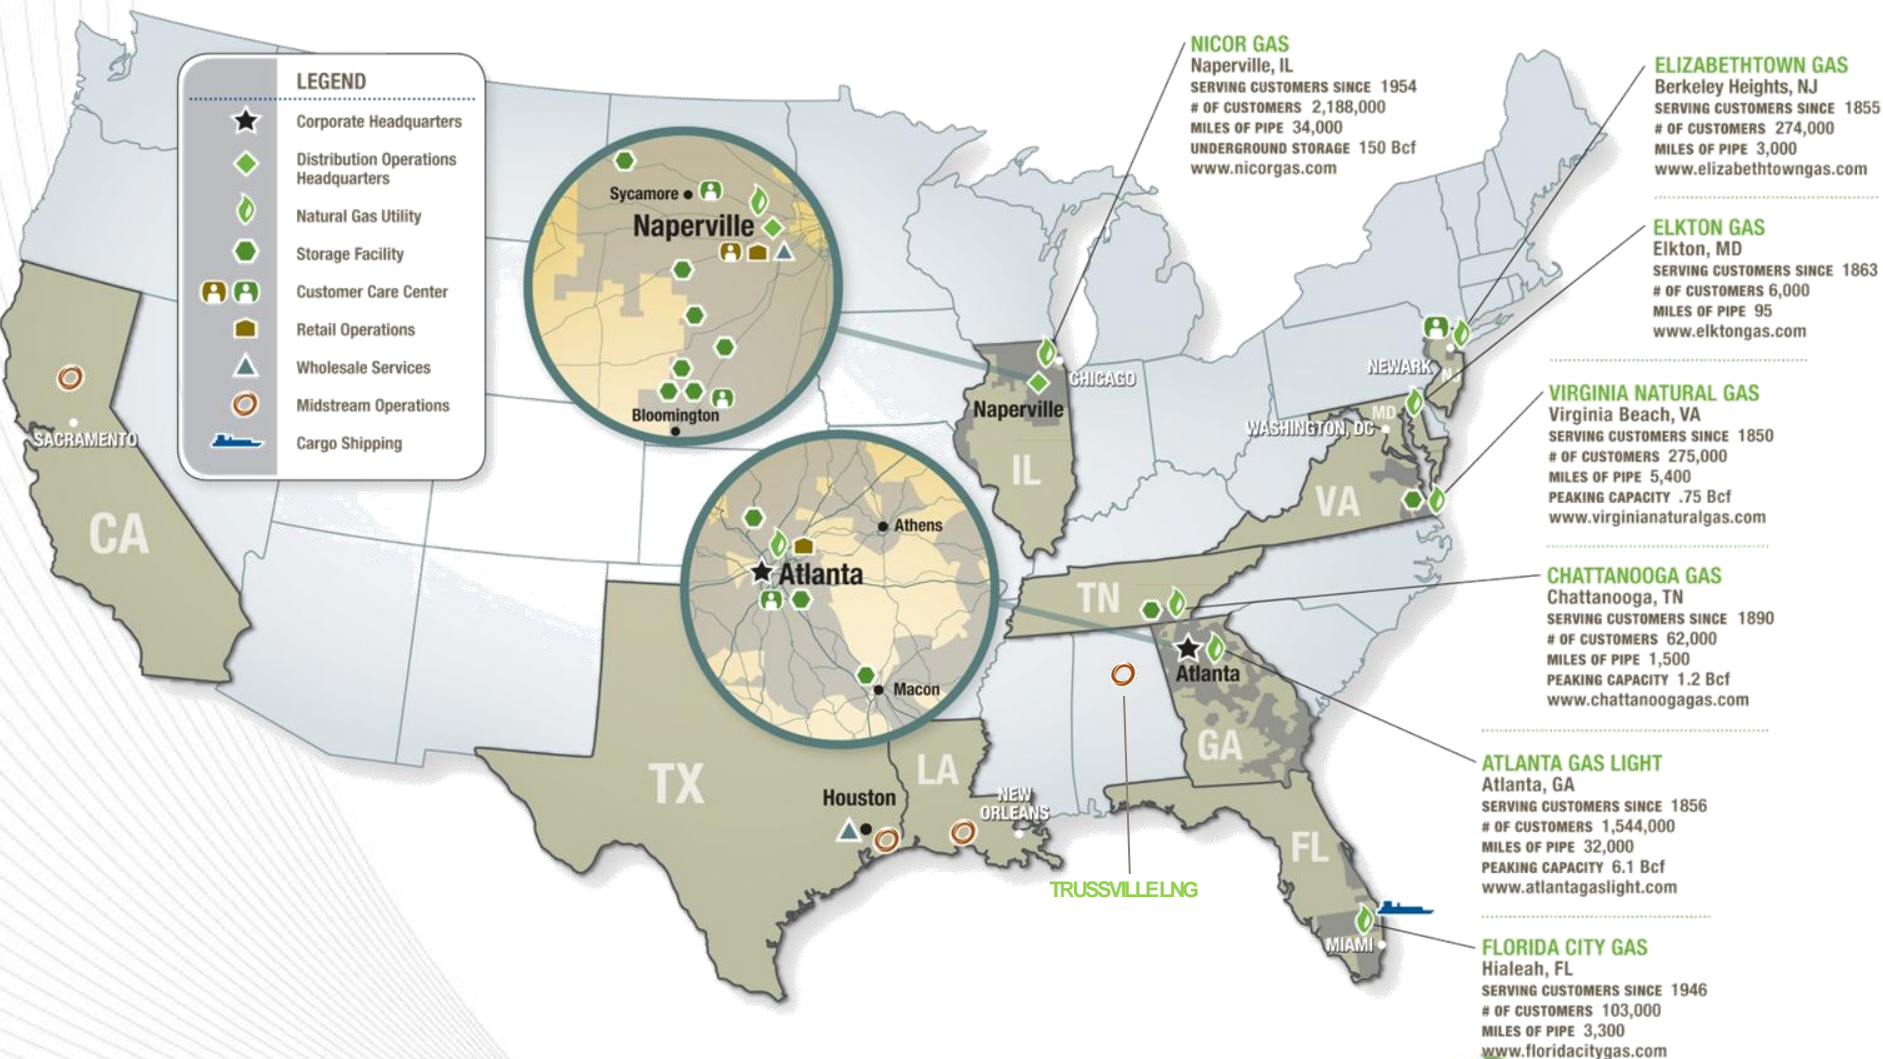 LEGEND
Corporate Headquarters
Distribution Operations
Headquarters
Natural Gas Utility
Storage Facility
Customer Care Center
Retail Operations
Wholesale Services
Midstream Operations
Cargo Shipping
SACRAMENTO
CA
Sycamore
Naperville
Bloomington
Athens
Atlanta
Macon
CHICAGO
Naperville
IL
NEWARK
NJ
MD
WASHINGTON, DC
VA
TN
Atlanta
GA
TX
LA
Houston
NEW
ORLEANS
FL
MIAMI
TRUSSVILLE LNG
NICOR GAS
Naperville, IL
SERVING CUSTOMERS SINCE 1954
# OF CUSTOMERS 2,188,000
MILES OF PIPE 34,000
UNDERGROUND STORAGE 150 Bcf
www.nicorgas.com
ELIZABETHTOWN GAS
Berkeley Heights, NJ
SERVING CUSTOMERS SINCE 1855
# OF CUSTOMERS 274,000
MILES OF PIPE 3,000
www.elizabethtowngas.com
ELKTON GAS
Elkton, MD
SERVING CUSTOMERS SINCE 1863
# OF CUSTOMERS 6,000
MILES OF PIPE 95
www.elktongas.com
VIRGINIA NATURAL GAS
Virginia Beach, VA
SERVING CUSTOMERS SINCE 1850
# OF CUSTOMERS 275,000
MILES OF PIPE 5,400
PEAKING CAPACITY .75 Bcf
www.virginianaturalgas.com
CHATTANOOGA GAS
Chattanooga, TN
SERVING CUSTOMERS SINCE 1890
# OF CUSTOMERS 62,000
MILES OF PIPE 1,500
PEAKING CAPACITY 1.2 Bcf
www.chattanoogagas.com
ATLANTA GAS LIGHT
Atlanta, GA
SERVING CUSTOMERS SINCE 1856
# OF CUSTOMERS 1,544,000
MILES OF PIPE 32,000
PEAKING CAPACITY 6.1 Bcf
www.atlantagaslight.com
FLORIDA CITY GAS
Hialeah, FL
SERVING CUSTOMERS SINCE 1946
# OF CUSTOMERS 103,000
MILES OF PIPE 3,300
www.floridacitygas.com